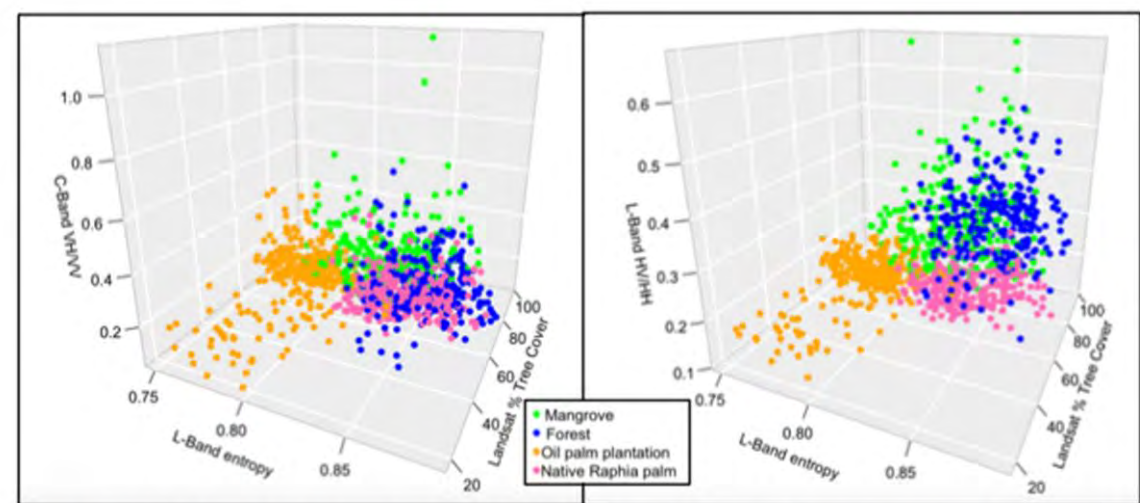 1.0
0.8
0.6
0.4
0.2
C-Band VH/VV
0.75
0.80
0.85
L-Band entropy
20
40
60
80
100
Landsat % Tree Cover
0.6
0.5
0.4
0.3
0.2
0.1
L-Band HV/HH
0.75
0.80
0.85
L-Band entropy
20
40
60
80
100
Landsat % Tree Cover
Mangrove
Forest
Oil palm plantation
Native Raphia palm